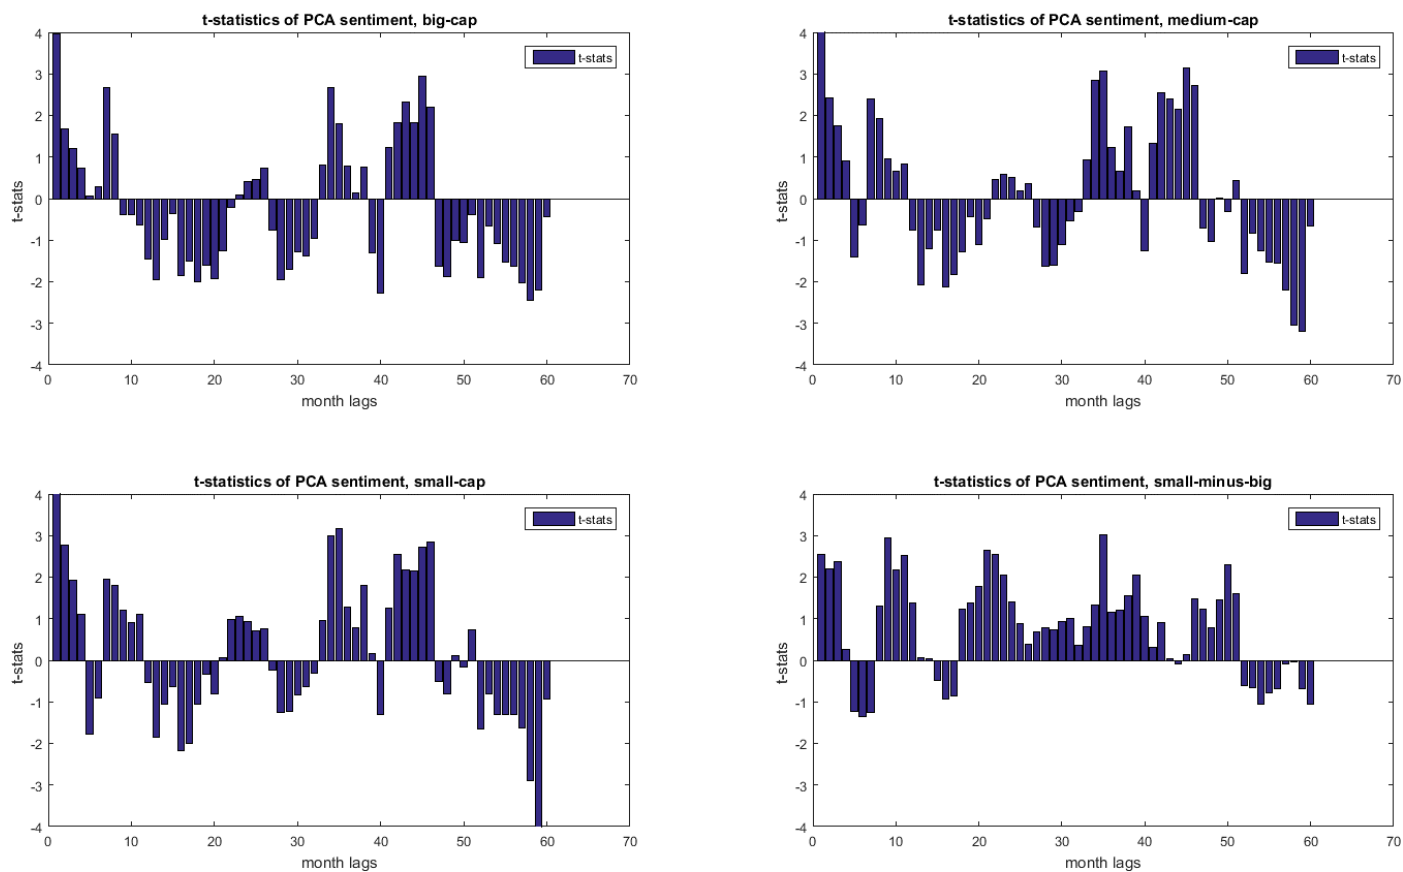 t-statistics of PCA sentiment, big-cap
t-stats
4
3
2
1
0
-1
-2
-3
-4
t-stats
0 10 20 30 40 50 60 70
month lags
t-statistics of PCA sentiment, medium-cap
t-stats
4
3
2
1
0
-1
-2
-3
-4
t-stats
0 10 20 30 40 50 60 70
month lags
t-statistics of PCA sentiment, small-cap
t-stats
4
3
2
1
0
-1
-2
-3
-4
t-stats
0 10 20 30 40 50 60 70
month lags
t-statistics of PCA sentiment, small-minus-big
t-stats
4
3
2
1
0
-1
-2
-3
-4
t-stats
0 10 20 30 40 50 60 70
month lags